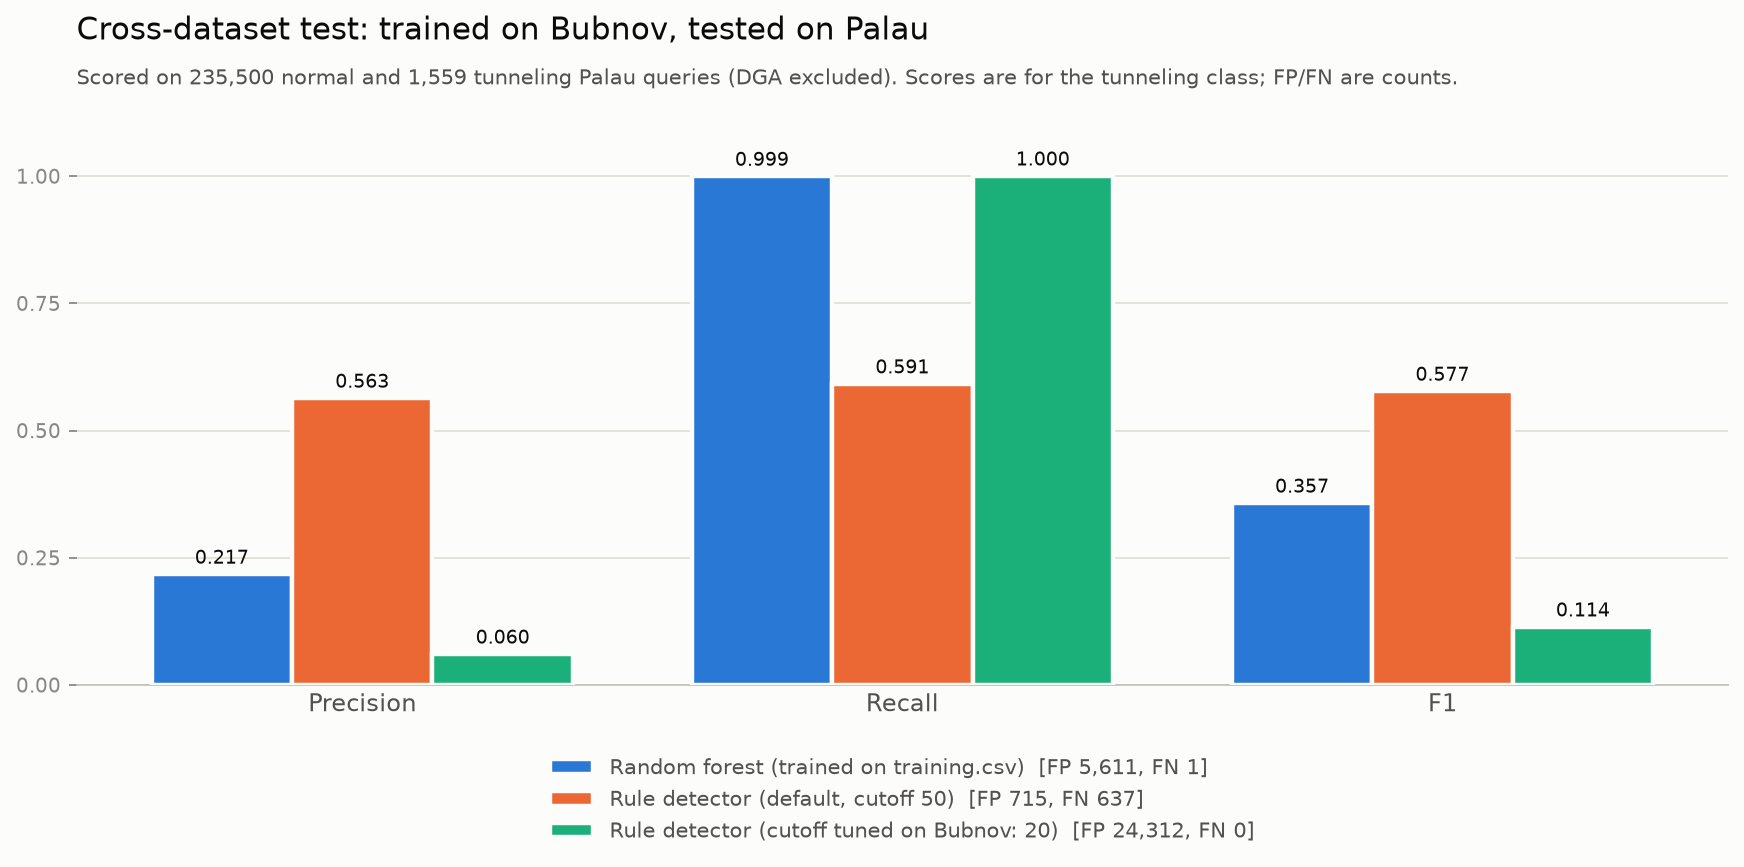 Cross-dataset test: trained on Bubnov, tested on Palau
Scored on 235,500 normal and 1,559 tunneling Palau queries (DGA excluded). Scores are for the tunneling class; FP/FN are counts.
0.999
1.000
1.00
0.75
0.563
0.591
0.577
0.50
0.357
0.217
0.25
0.060
0.114
0.00
Precision
Recall
F1
Random forest (trained on training.csv)  [FP 5,611, FN 1]
Rule detector (default, cutoff 50)  [FP 715, FN 637]
Rule detector (cutoff tuned on Bubnov: 20)  [FP 24,312, FN 0]